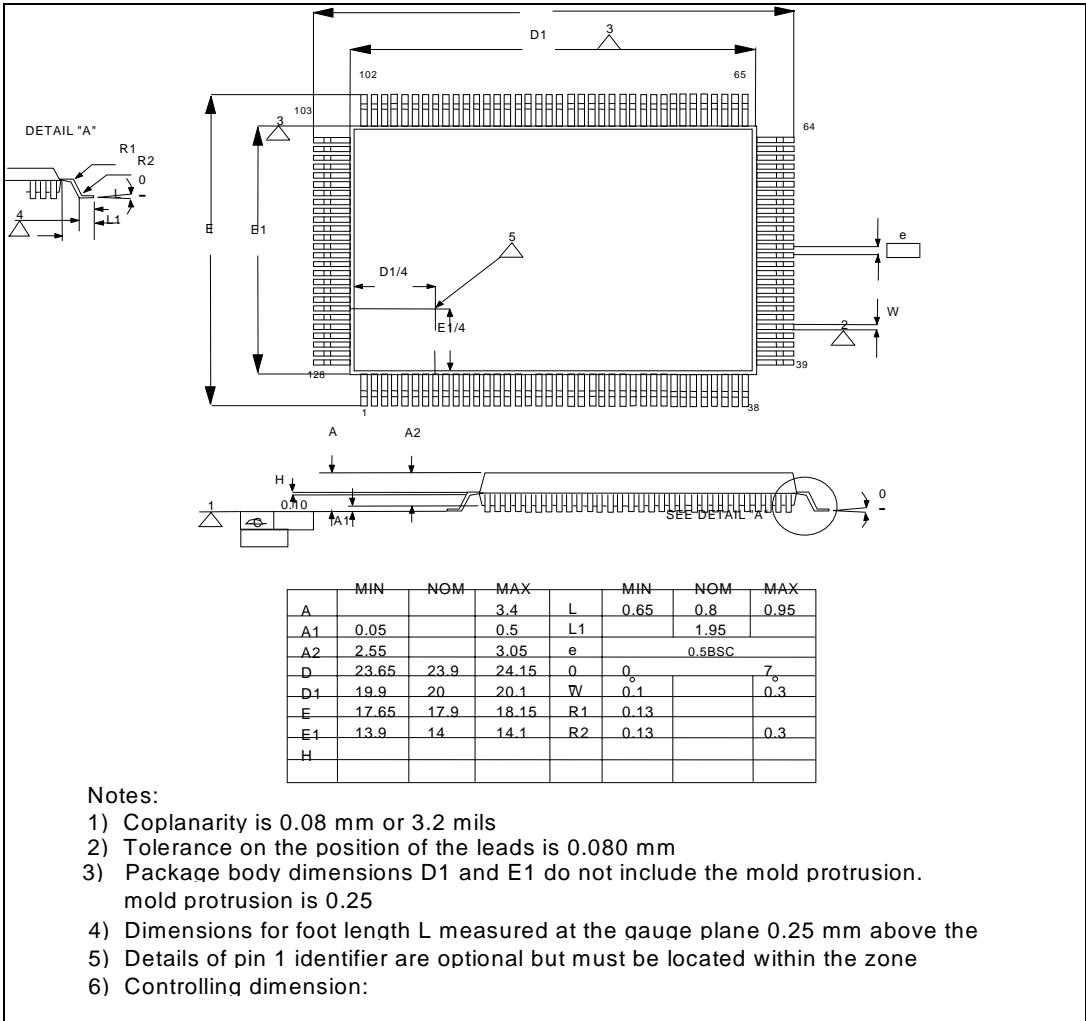 D1
3
102
65
103
3
64
DETAIL "A"
R1
R2
0
L
4
L1
E
E1
5
e
D1/4
W
E1/4
2
128
39
1
38
A
A2
H
0
1
0.10
A1
SEE DETAIL "A"
MIN NOM MAX MIN NOM MAX
A 3.4 L 0.65 0.8 0.95
A1 0.05 0.5 L1 1.95
A2 2.55 3.05 e 0.5BSC
D 23.65 23.9 24.15 0 0° 7°
D1 19.9 20 20.1 W 0.1 0.3
E 17.65 17.9 18.15 R1 0.13
E1 13.9 14 14.1 R2 0.13 0.3
H
Notes:
1) Coplanarity is 0.08 mm or 3.2 mils
2) Tolerance on the position of the leads is 0.080 mm
3) Package body dimensions D1 and E1 do not include the mold protrusion.
mold protrusion is 0.25
4) Dimensions for foot length L measured at the gauge plane 0.25 mm above the
5) Details of pin 1 identifier are optional but must be located within the zone
6) Controlling dimension: